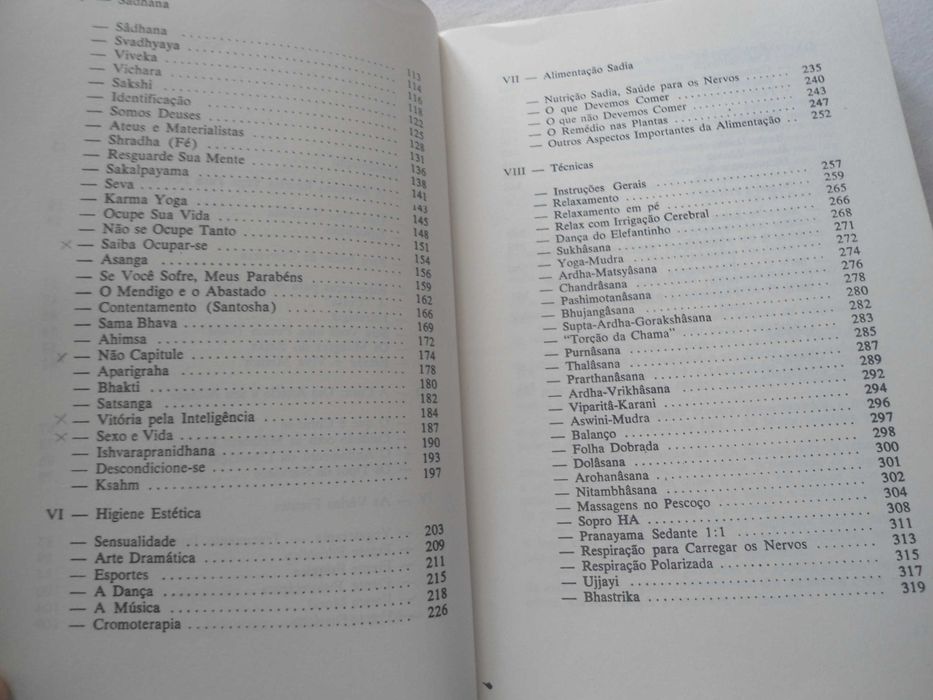 Sadhana
— Sâdhana ........ 113
— Svadhyaya ........ 114
— Viveka ........ 116
— Vichara ........ 118
— Sakshi ........ 122
— Identificação ........ 125
— Somos Deuses ........ 128
— Ateus e Materialistas ........ 131
— Shradha (Fé) ........ 136
— Resguarde Sua Mente ........ 138
— Sakalpayama ........ 141
— Seva ........ 143
— Karma Yoga ........ 145
— Ocupe Sua Vida ........ 148
— Não se Ocupe Tanto ........ 151
— Saiba Ocupar-se ........ 154
— Asanga ........ 156
— Se Você Sofre, Meus Parabéns ........ 159
— O Mendigo e o Abastado ........ 162
— Contentamento (Santosha) ........ 166
— Sama Bhava ........ 169
— Ahimsa ........ 172
— Não Capitule ........ 174
— Aparigraha ........ 178
— Bhakti ........ 180
— Satsanga ........ 182
— Vitória pela Inteligência ........ 184
— Sexo e Vida ........ 187
— Ishvarapranidhana ........ 190
— Descondicione-se ........ 193
— Ksahm ........ 197
VI — Higiene Estética
— Sensualidade ........ 203
— Arte Dramática ........ 209
— Esportes ........ 211
— A Dança ........ 215
— A Música ........ 218
— Cromoterapia ........ 226
VII — Alimentação Sadia
— Nutrição Sadia, Saúde para os Nervos ........ 235
— O que Devemos Comer ........ 240
— O que não Devemos Comer ........ 243
— O Remédio nas Plantas ........ 247
— Outros Aspectos Importantes da Alimentação ........ 252
VIII — Técnicas
— Instruções Gerais ........ 257
— Relaxamento ........ 259
— Relaxamento em pé ........ 265
— Relax com Irrigação Cerebral ........ 266
— Dança do Elefantinho ........ 268
— Sukhâsana ........ 271
— Yoga-Mudra ........ 272
— Ardha-Matsyâsana ........ 274
— Chandrâsana ........ 276
— Pashimotanâsana ........ 278
— Bhujangâsana ........ 280
— Supta-Ardha-Gorakshâsana ........ 282
— "Torção da Chama" ........ 283
— Purnâsana ........ 285
— Thalâsana ........ 287
— Prarthanâsana ........ 289
— Ardha-Vrikhâsana ........ 292
— Viparitâ-Karani ........ 294
— Aswini-Mudra ........ 296
— Balanço ........ 297
— Folha Dobrada ........ 298
— Dolâsana ........ 300
— Arohanâsana ........ 301
— Nitambhâsana ........ 302
— Massagens no Pescoço ........ 304
— Sopro HA ........ 308
— Pranayama Sedante 1:1 ........ 311
— Respiração para Carregar os Nervos ........ 313
— Respiração Polarizada ........ 315
— Ujjayi ........ 317
— Bhastrika ........ 319